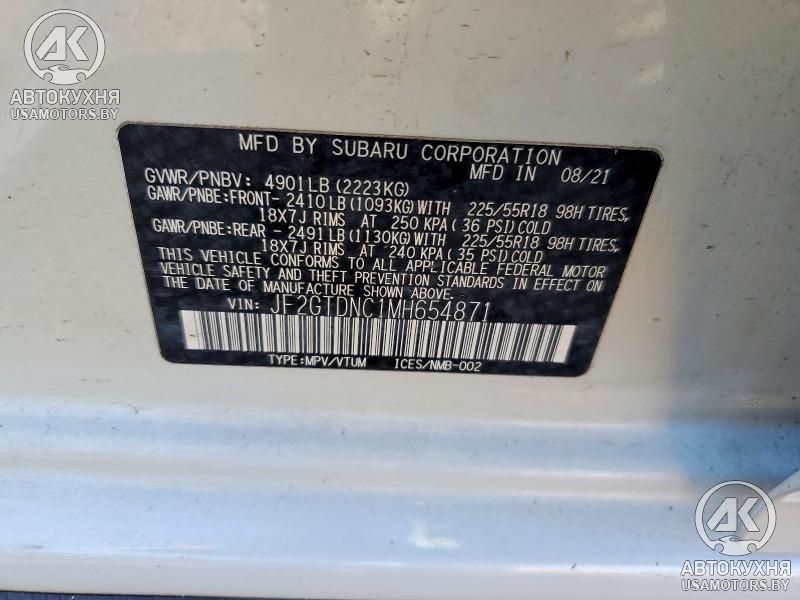 АК
АВТОКУХНЯ
USAMOTORS.BY
MFD BY SUBARU CORPORATION
GVWR/PNBV: 4901LB(2223KG) MFD IN 08/21
GAWR/PNBE:FRONT- 2410LB(1093KG)WITH 225/55R18 98H TIRES,
18X7J RIMS AT 250 KPA(36 PSI)COLD
GAWR/PNBE:REAR - 2491LB(1130KG)WITH 225/55R18 98H TIRES,
18X7J RIMS AT 240 KPA(35 PSI)COLD
THIS VEHICLE CONFORMS TO ALL APPLICABLE FEDERAL MOTOR
VEHICLE SAFETY AND THEFT PREVENTION STANDARDS IN EFFECT ON
THE DATE OF MANUFACTURE SHOWN ABOVE.
VIN: JF2GTDNC1MH654871
TYPE:MPV/VTUM ICES/NMB-002
АК
АВТОКУХНЯ
USAMOTORS.BY